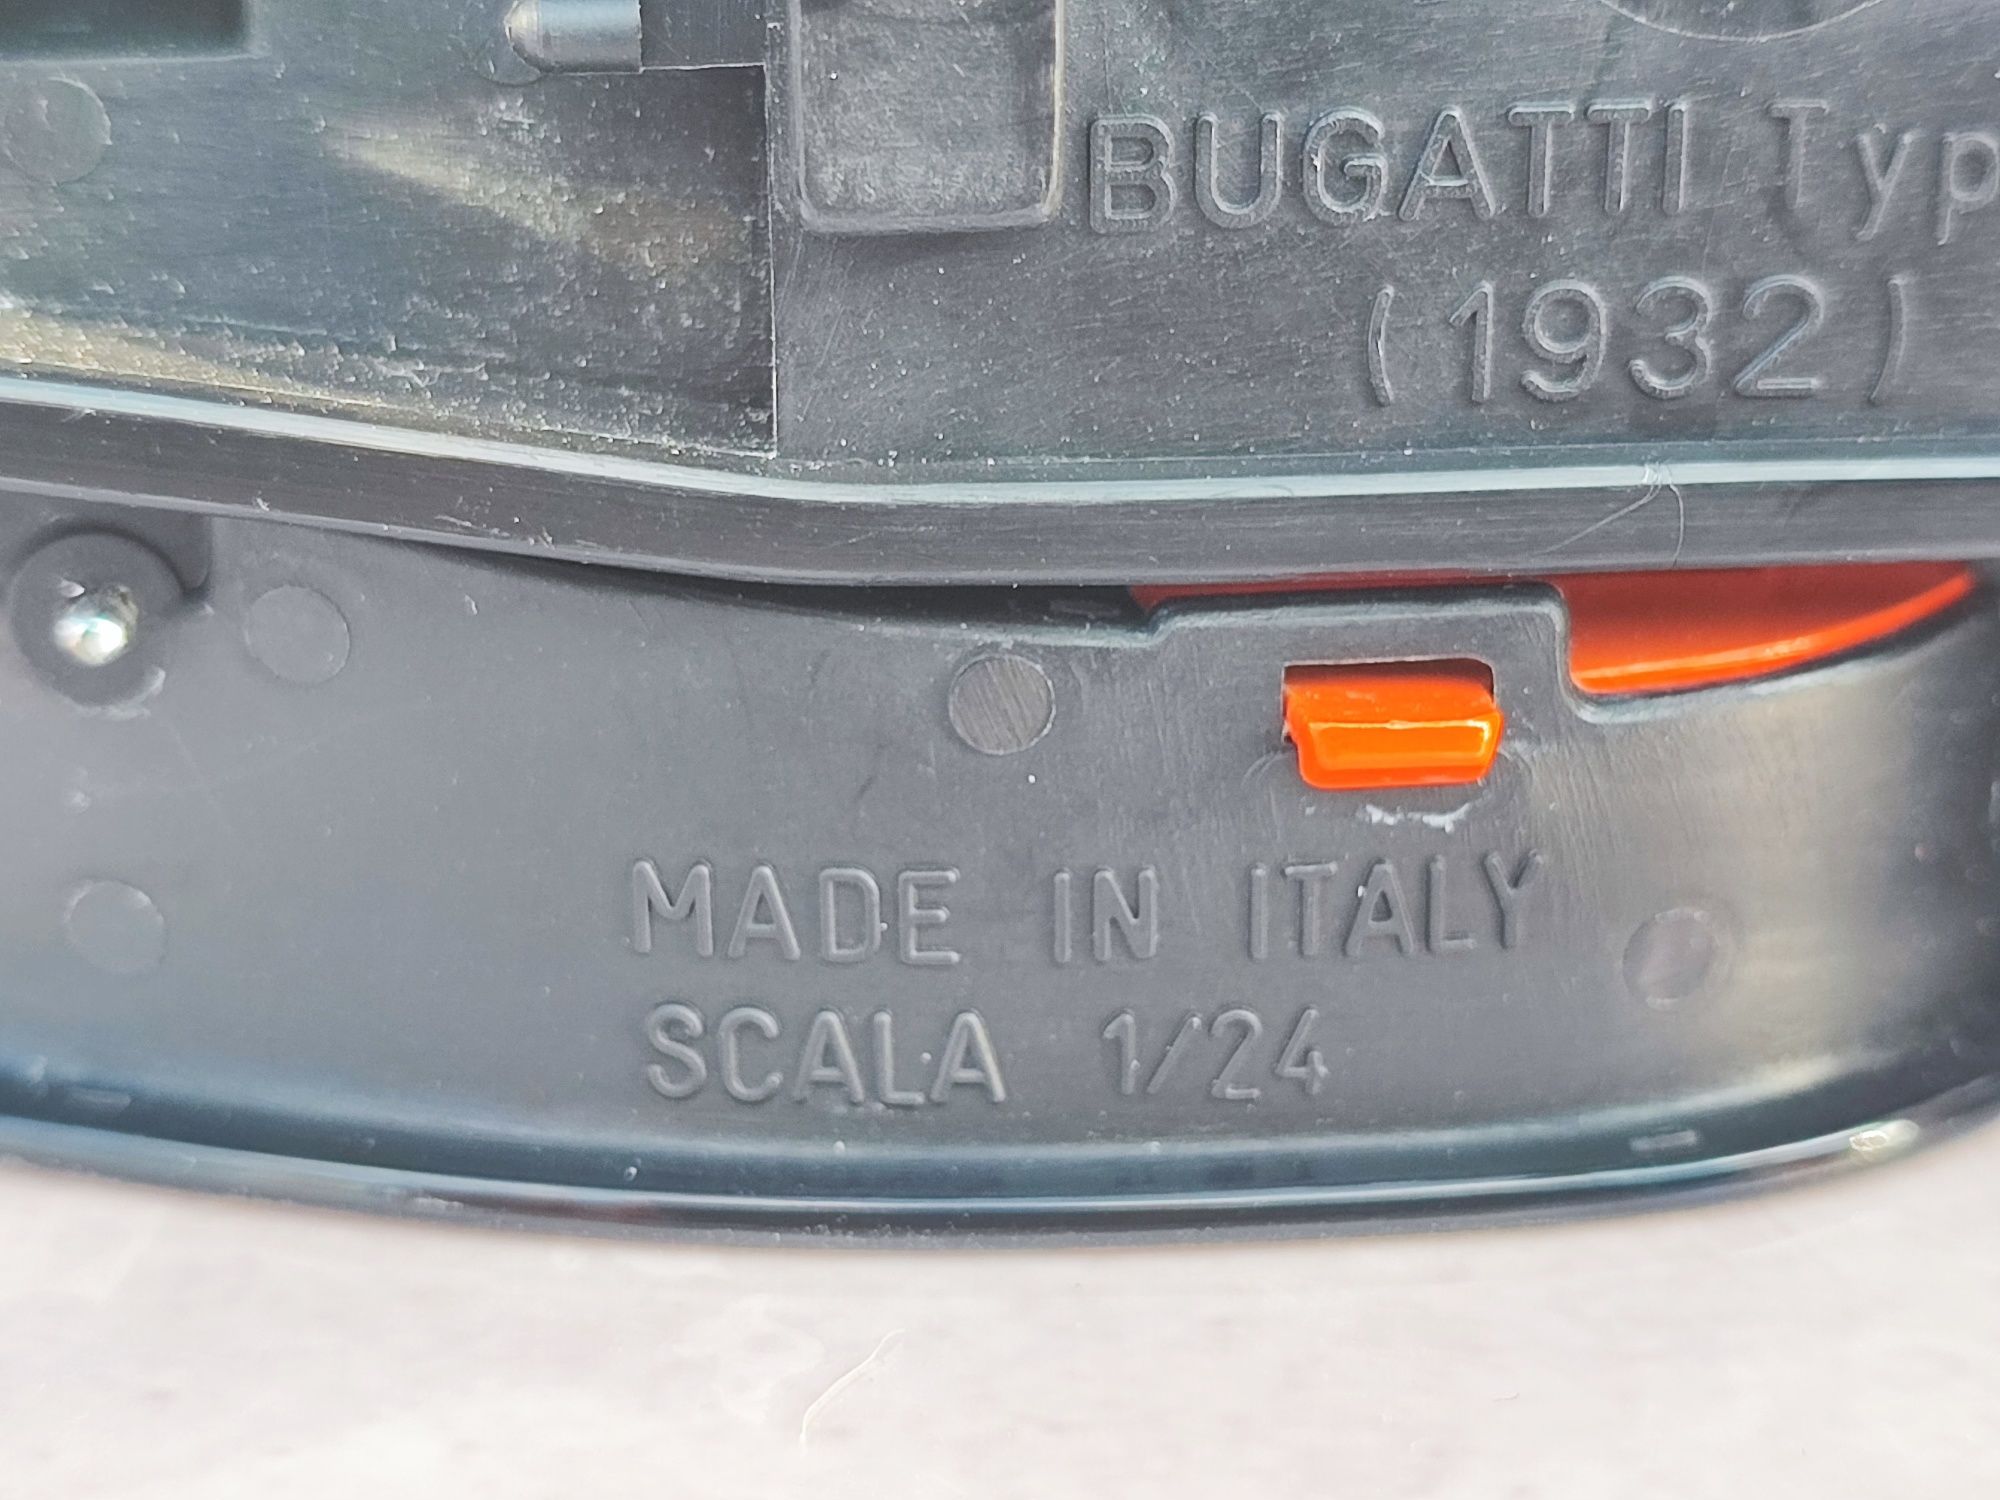 BUGATTI Typ
(1932)
MADE IN ITALY
SCALA 1/24